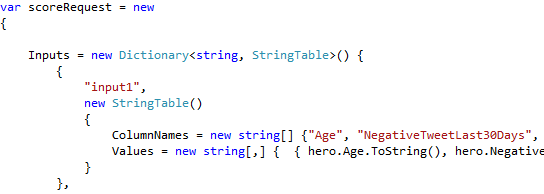 var scoreRequest = new
{
Inputs = new Dictionary<string, StringTable>() {
{
"input1",
new StringTable()
{
ColumnNames = new string[] {"Age", "NegativeTweetLast30Days",
Values = new string[,] {  { hero.Age.ToString(), hero.Negative
}
},